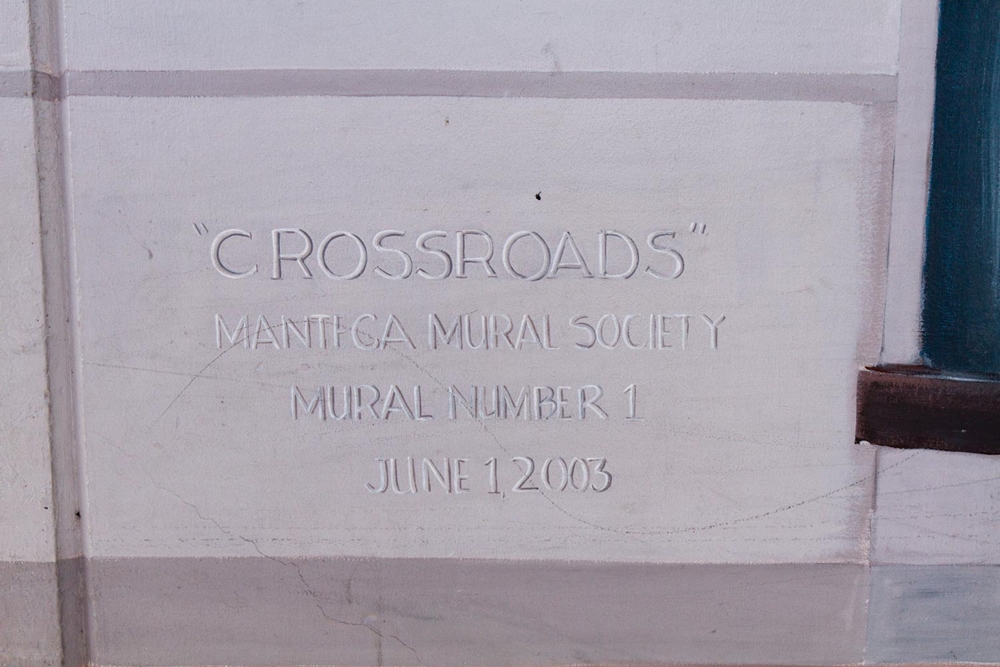 "CROSSROADS"
MANTECA MURAL SOCIETY
MURAL NUMBER 1
JUNE 1, 2003